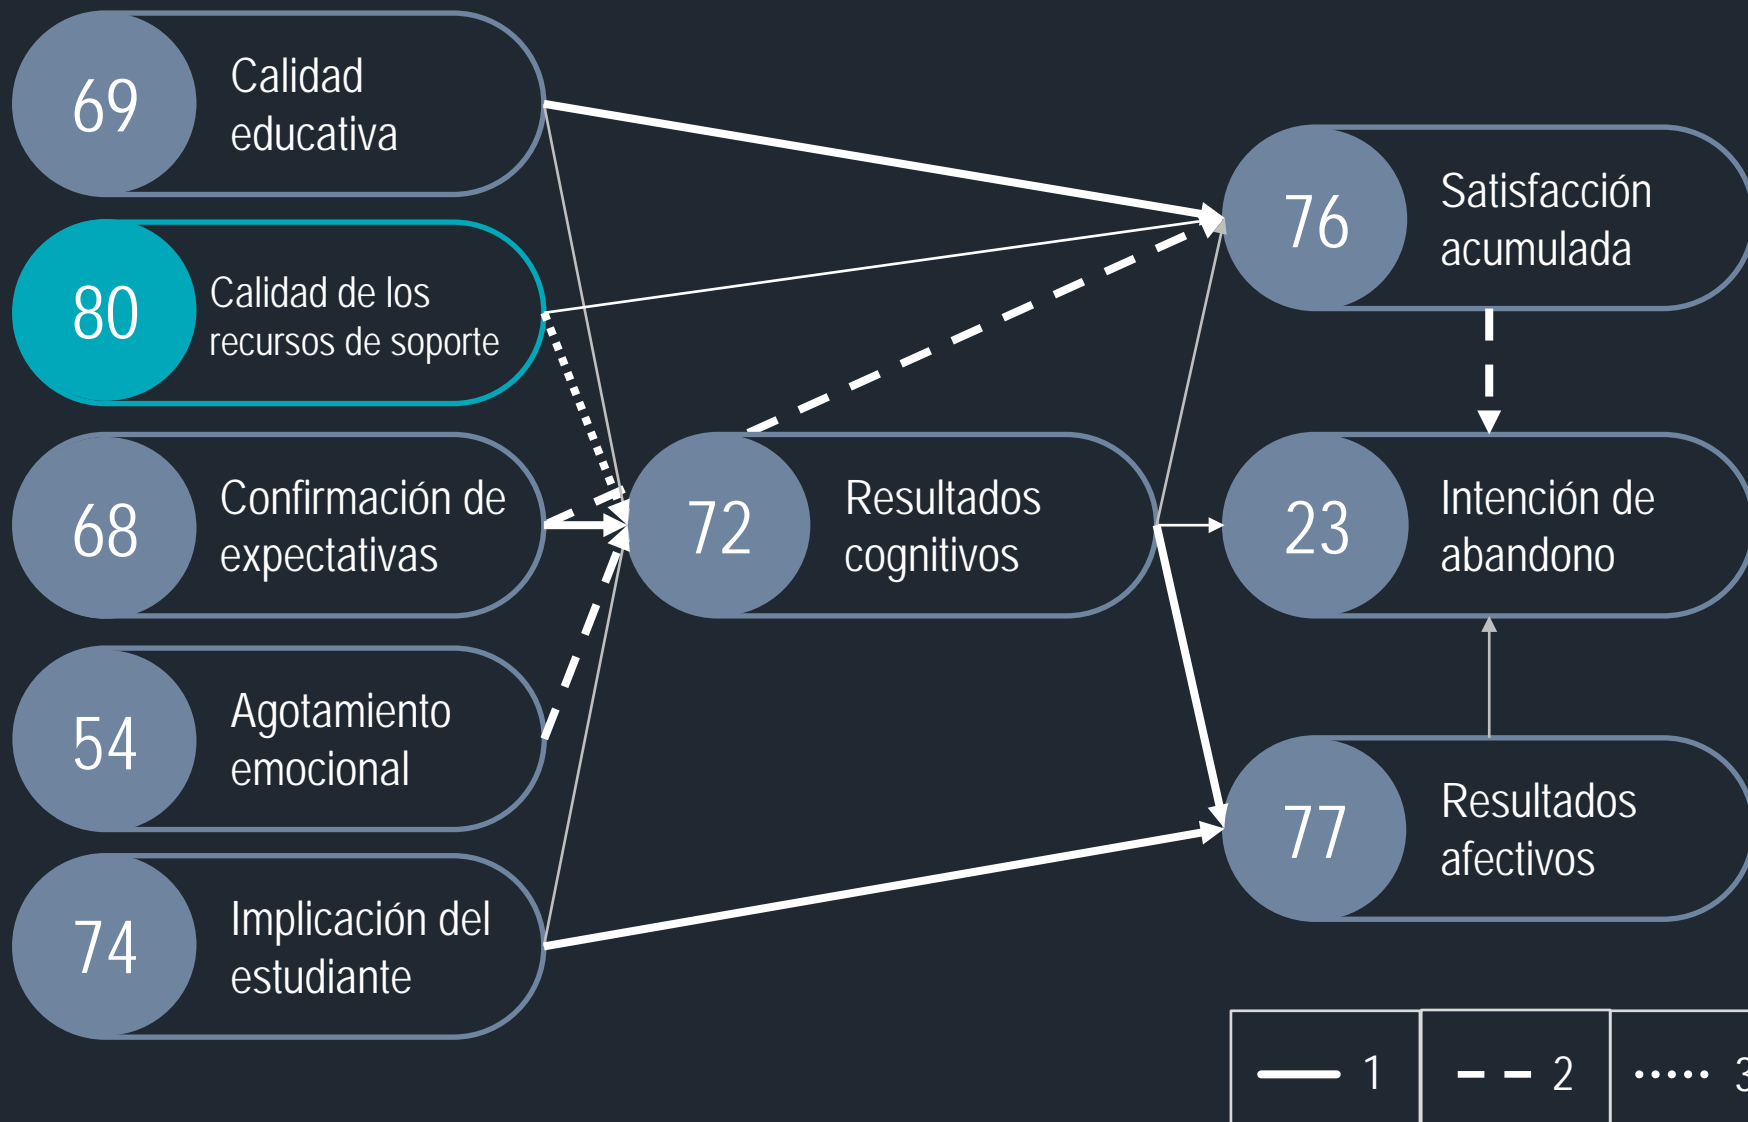 69
Calidad
educativa
80
Calidad de los
recursos de soporte
68
Confirmación de
expectativas
54
Agotamiento
emocional
74
Implicación del
estudiante
72
Resultados
cognitivos
76
Satisfacción
acumulada
23
Intención de
abandono
77
Resultados
afectivos
1
2
3